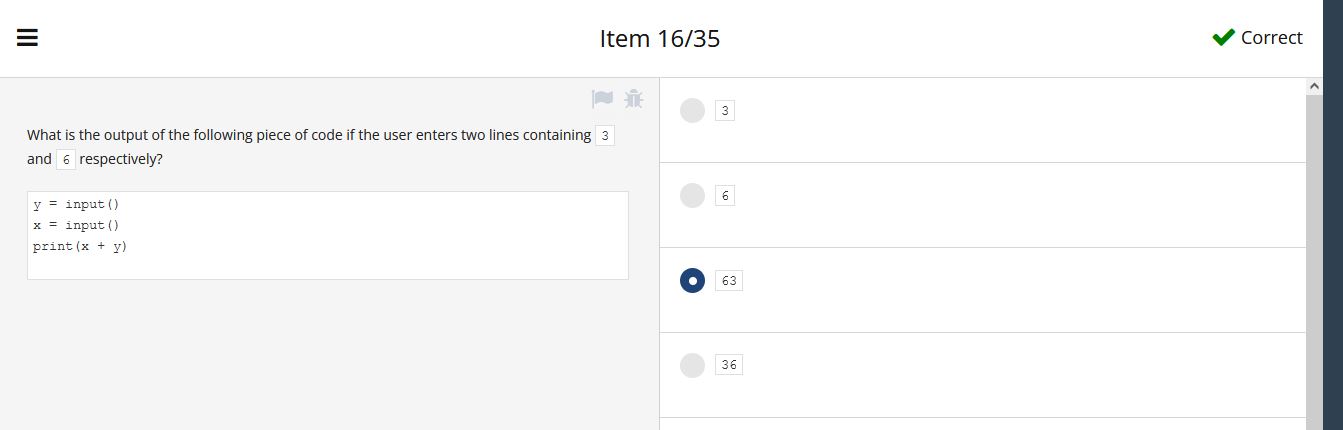 Item 16/35
Correct
What is the output of the following piece of code if the user enters two lines containing 3
and 6 respectively?
y = input()
x = input()
print(x + y)
3
6
63
36